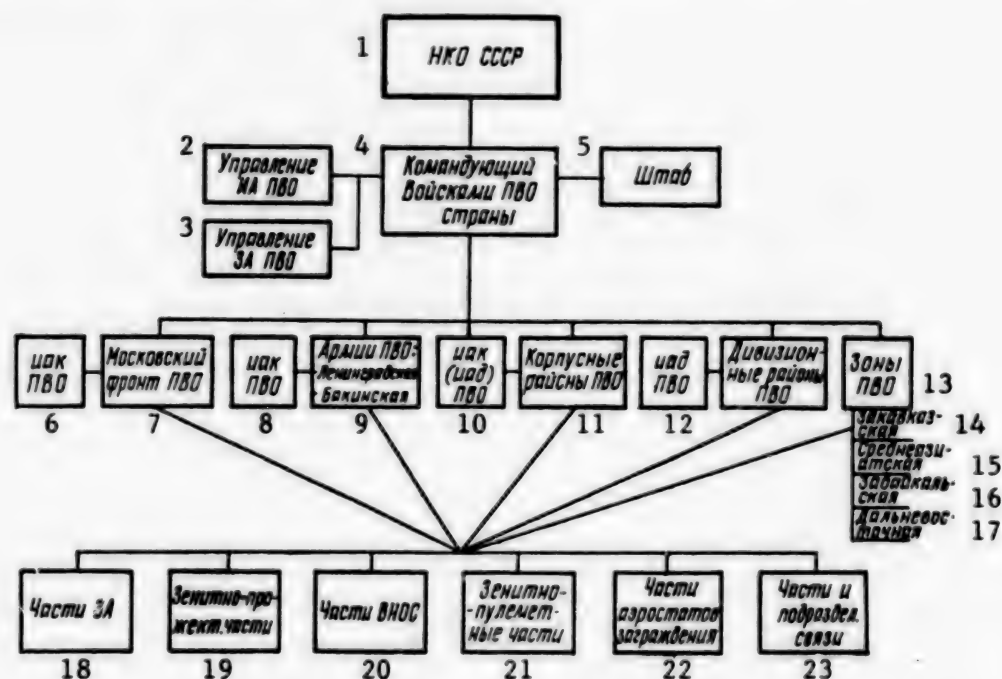 1
НКО СССР
2
Управление
ИА ПВО
4
Командующий
Войсками ПВО
Страны
5
Штаб
3
Управление
ЗА ПВО
иак
ПВО
Московский
фронт ПВО
иак
ПВО
Армии ПВО:
-Ленинградская
-Бакинская
иак
(иад)
ПВО
Корпусные
районы ПВО
иад
ПВО
Дивизион-
ные районы
ПВО
Зоны
ПВО
6
7
8
9
10
11
12
13
Закавказ-
ская
14
Среднеази-
атская
15
Забайкаль-
ская
16
Дальневос-
точная
17
Части ЗА
Зенитно-про-
жект. части
Части ВНОС
Зенитно-
-пулемет-
ные части
Части
аэростатов
заграждения
Части и
подраздел.
связи
18
19
20
21
22
23